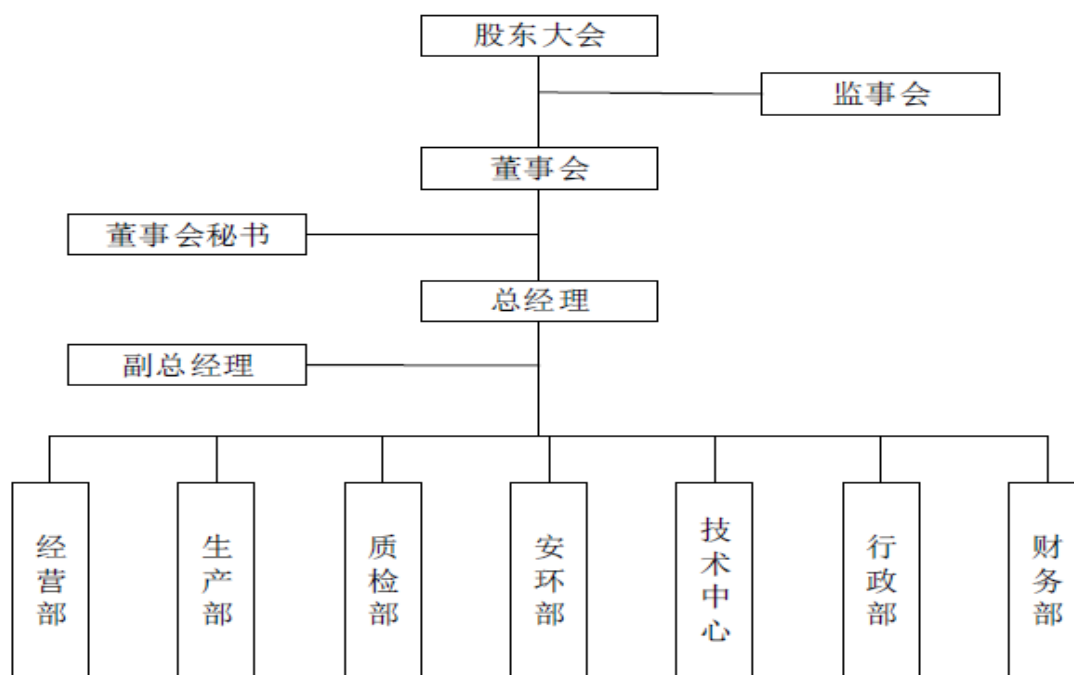 股东大会
监事会
董事会
董事会秘书
总经理
副总经理
经营部
生产部
质检部
安环部
技术中心
行政部
财务部